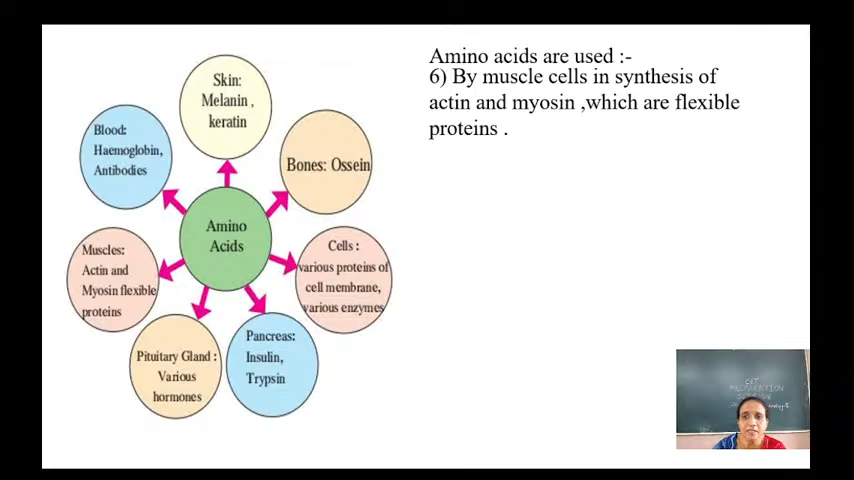 Amino acids are used :-
6) By muscle cells in synthesis of
actin and myosin ,which are flexible
proteins .
Skin:
Melanin ,
keratin
Blood:
Haemoglobin,
Antibodies
Bones: Ossein
Amino
Acids
Muscles:
Actin and
Myosin flexible
proteins
Cells :
various proteins of
cell membrane,
various enzymes
Pituitary Gland :
Various
hormones
Pancreas:
Insulin,
Trypsin
PREPARATION